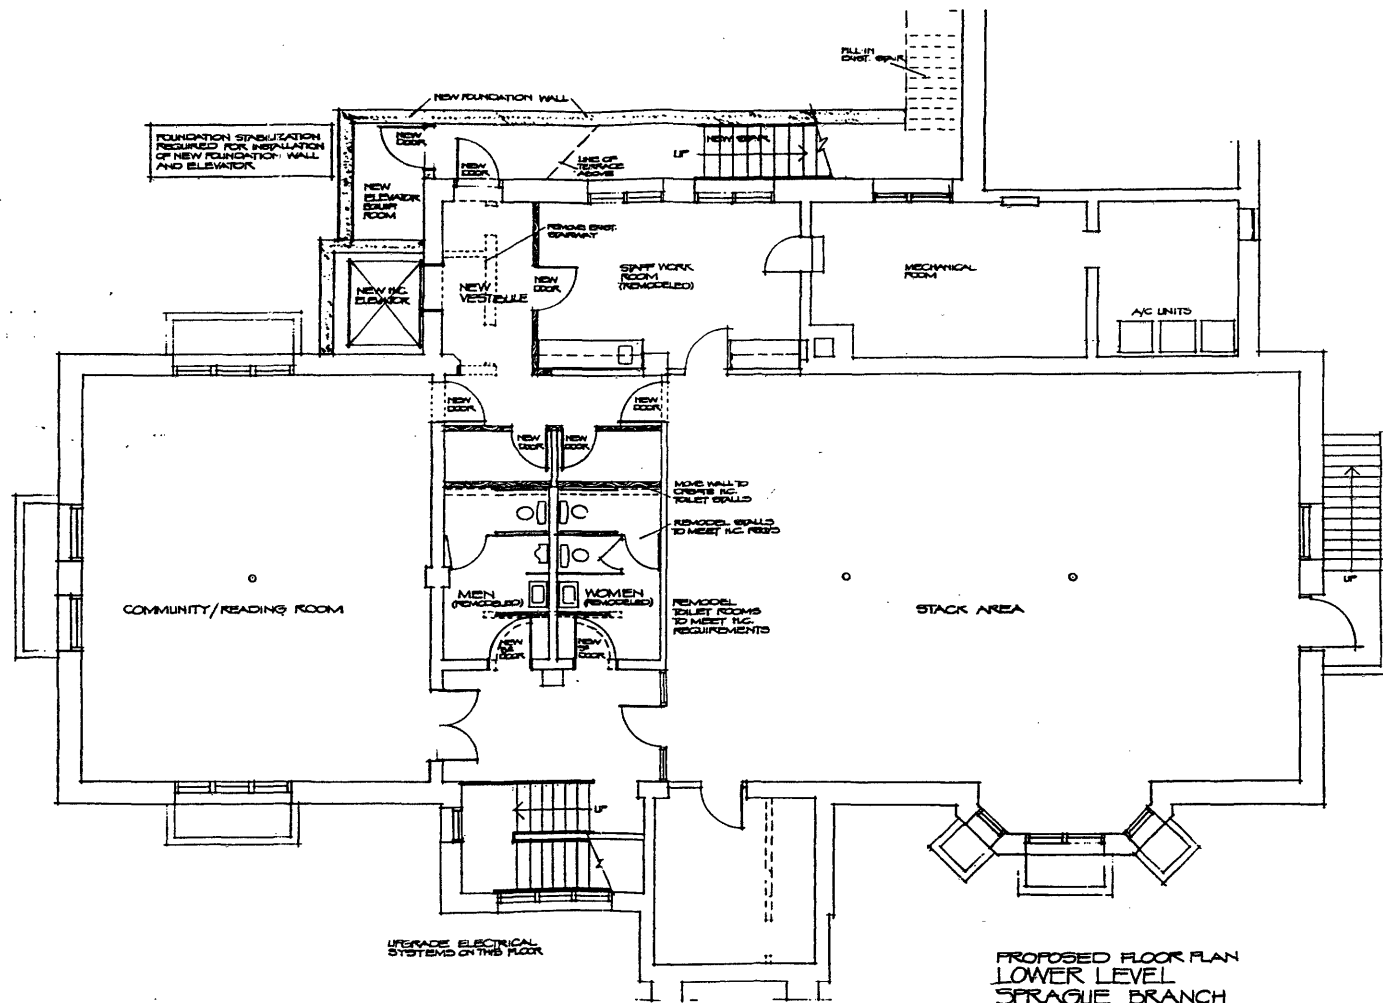 FILL-IN
EXIST. STAIR
NEW FOUNDATION WALL
FOUNDATION STABILIZATION
REQUIRED FOR INSTALLATION
OF NEW FOUNDATION WALL
AND ELEVATOR
NEW
DOOR
NEW
DOOR
LINE OF
TERRACE
ABOVE
NEW STAIR
UP
NEW
ELEVATOR
EQUIP.
ROOM
REMOVE EXIST.
STAIRWAY
STAFF WORK
ROOM
(REMODELED)
MECHANICAL
ROOM
NEW H.C.
ELEVATOR
NEW
VESTIBULE
NEW
DOOR
A/C UNITS
NEW
DOOR
NEW
DOOR
NEW
DOOR
NEW
DOOR
MOVE WALL TO
CREATE H.C.
TOILET STALLS
REMODEL STALLS
TO MEET H.C. REQ'S
UP
COMMUNITY/READING ROOM
MEN
(REMODELED)
WOMEN
(REMODELED)
REMODEL
TOILET ROOMS
TO MEET H.C.
REQUIREMENTS
STACK AREA
NEW
DOOR
NEW
DOOR
UP
UPGRADE ELECTRICAL
SYSTEMS ON THIS FLOOR
PROPOSED FLOOR PLAN
LOWER LEVEL
SPRAGUE BRANCH